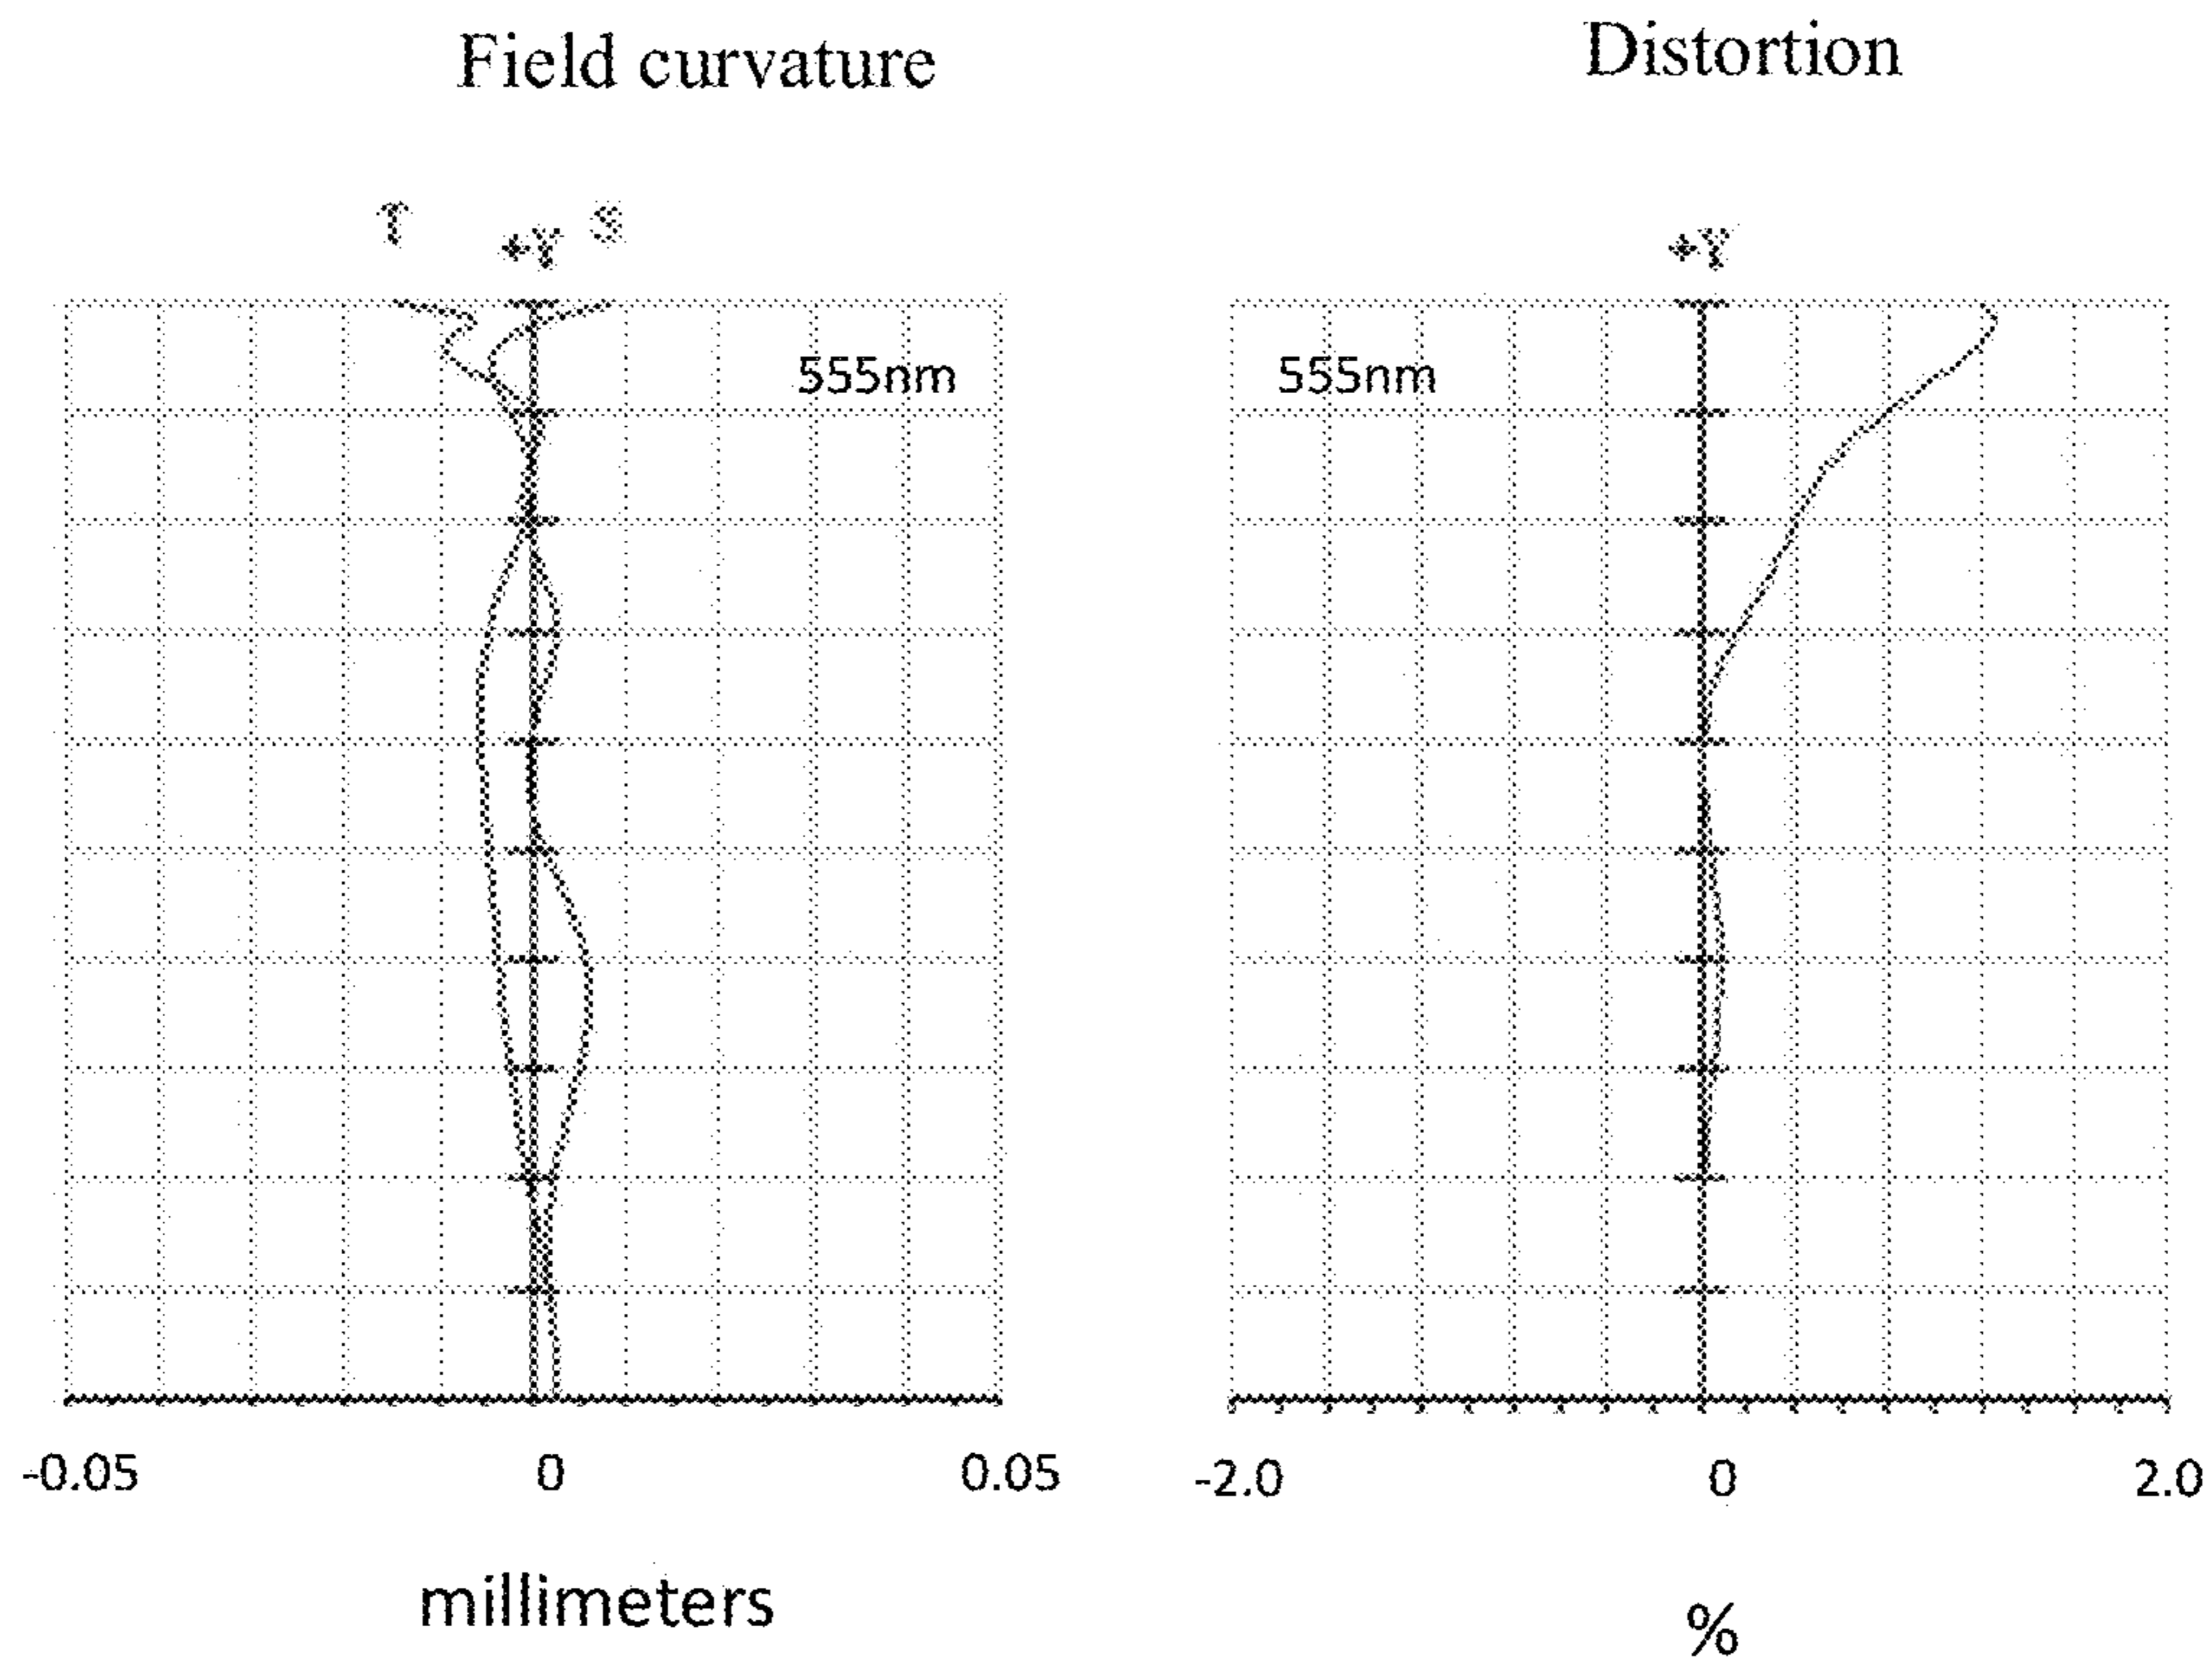 Field curvature
Distortion
T
+Y
S
+Y
555nm
555nm
-0.05
0
0.05
-2.0
0
2.0
millimeters
%